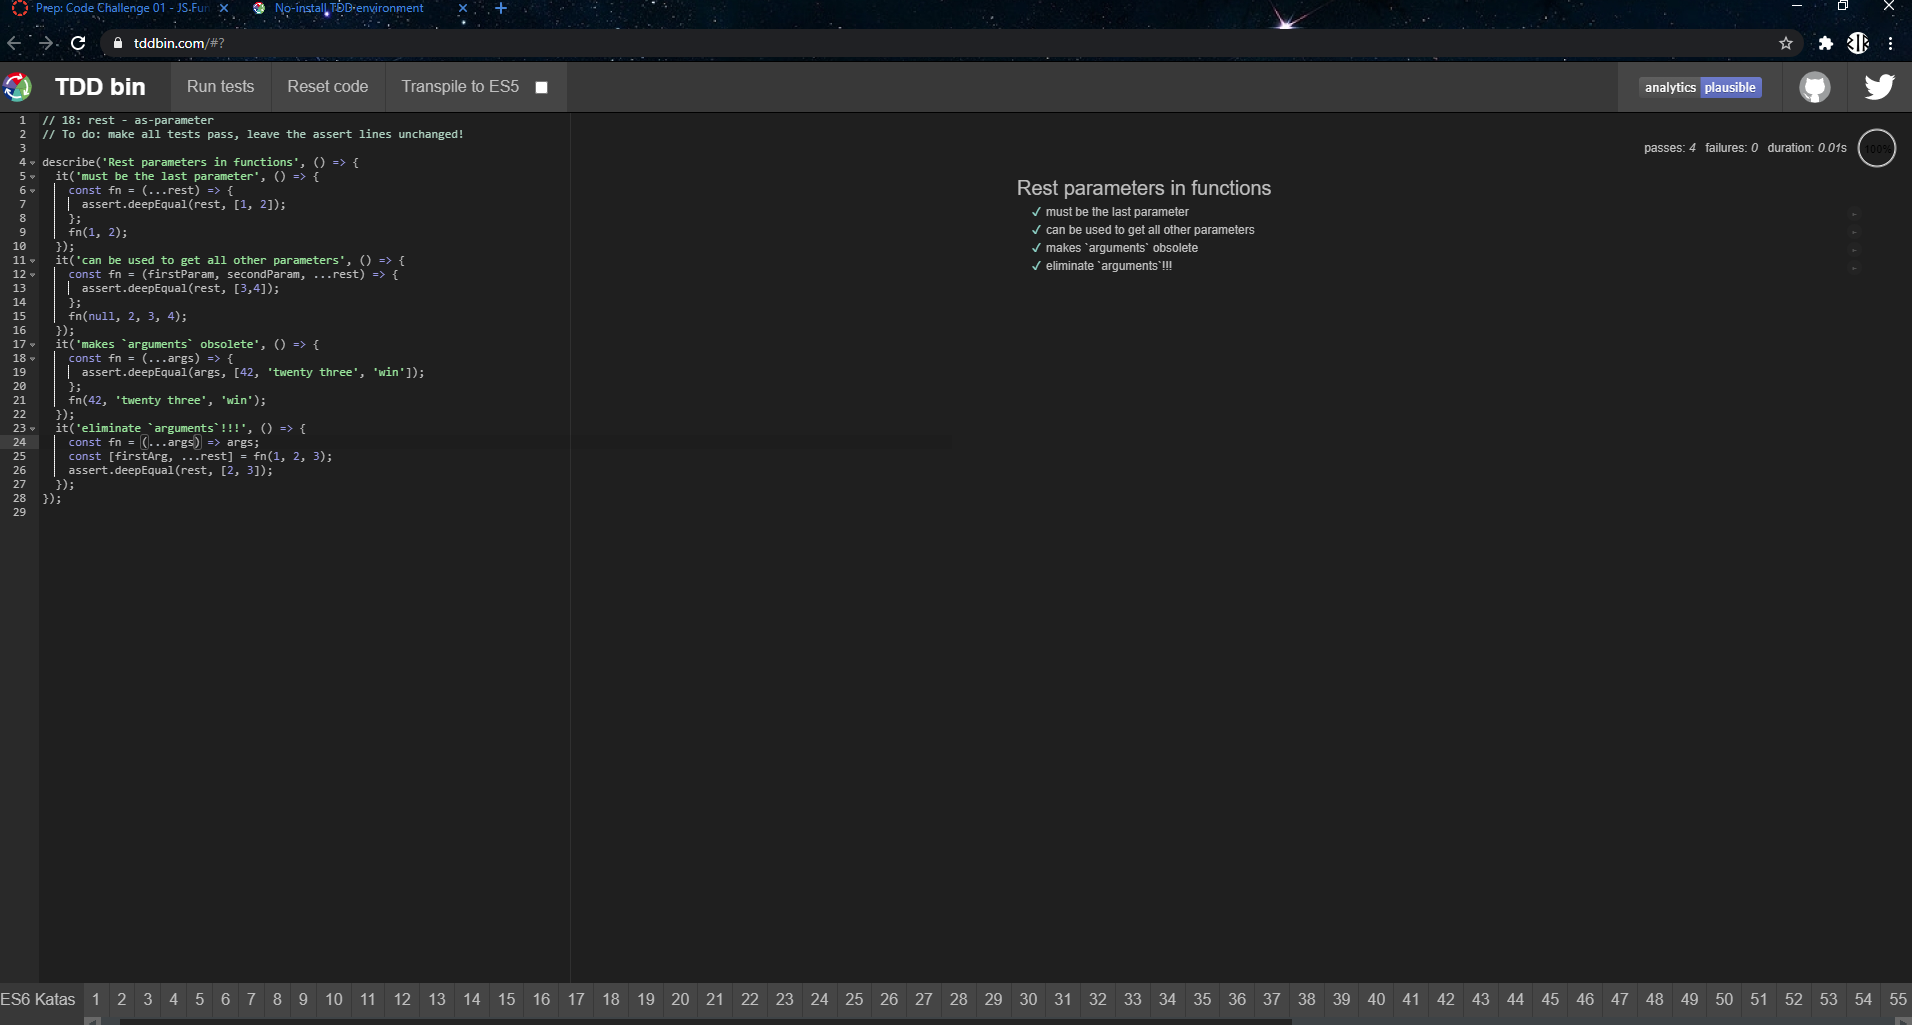 Prep: Code Challenge 01 - JS.Fun
No-install TDD environment
tddbin.com/#?
TDD bin
Run tests
Reset code
Transpile to ES5
analytics plausible
1 // 18: rest - as-parameter
2 // To do: make all tests pass, leave the assert lines unchanged!
3
4 describe('Rest parameters in functions', () => {
5 it('must be the last parameter', () => {
6 const fn = (...rest) => {
7 assert.deepEqual(rest, [1, 2]);
8 };
9 fn(1, 2);
10 });
11 it('can be used to get all other parameters', () => {
12 const fn = (firstParam, secondParam, ...rest) => {
13 assert.deepEqual(rest, [3,4]);
14 };
15 fn(null, 2, 3, 4);
16 });
17 it('makes `arguments` obsolete', () => {
18 const fn = (...args) => {
19 assert.deepEqual(args, [42, 'twenty three', 'win']);
20 };
21 fn(42, 'twenty three', 'win');
22 });
23 it('eliminate `arguments`!!!', () => {
24 const fn = (...args) => args;
25 const [firstArg, ...rest] = fn(1, 2, 3);
26 assert.deepEqual(rest, [2, 3]);
27 });
28 });
29
passes: 4 failures: 0 duration: 0.01s 100%
Rest parameters in functions
✓ must be the last parameter
✓ can be used to get all other parameters
✓ makes `arguments` obsolete
✓ eliminate `arguments`!!!
ES6 Katas 1 2 3 4 5 6 7 8 9 10 11 12 13 14 15 16 17 18 19 20 21 22 23 24 25 26 27 28 29 30 31 32 33 34 35 36 37 38 39 40 41 42 43 44 45 46 47 48 49 50 51 52 53 54 55